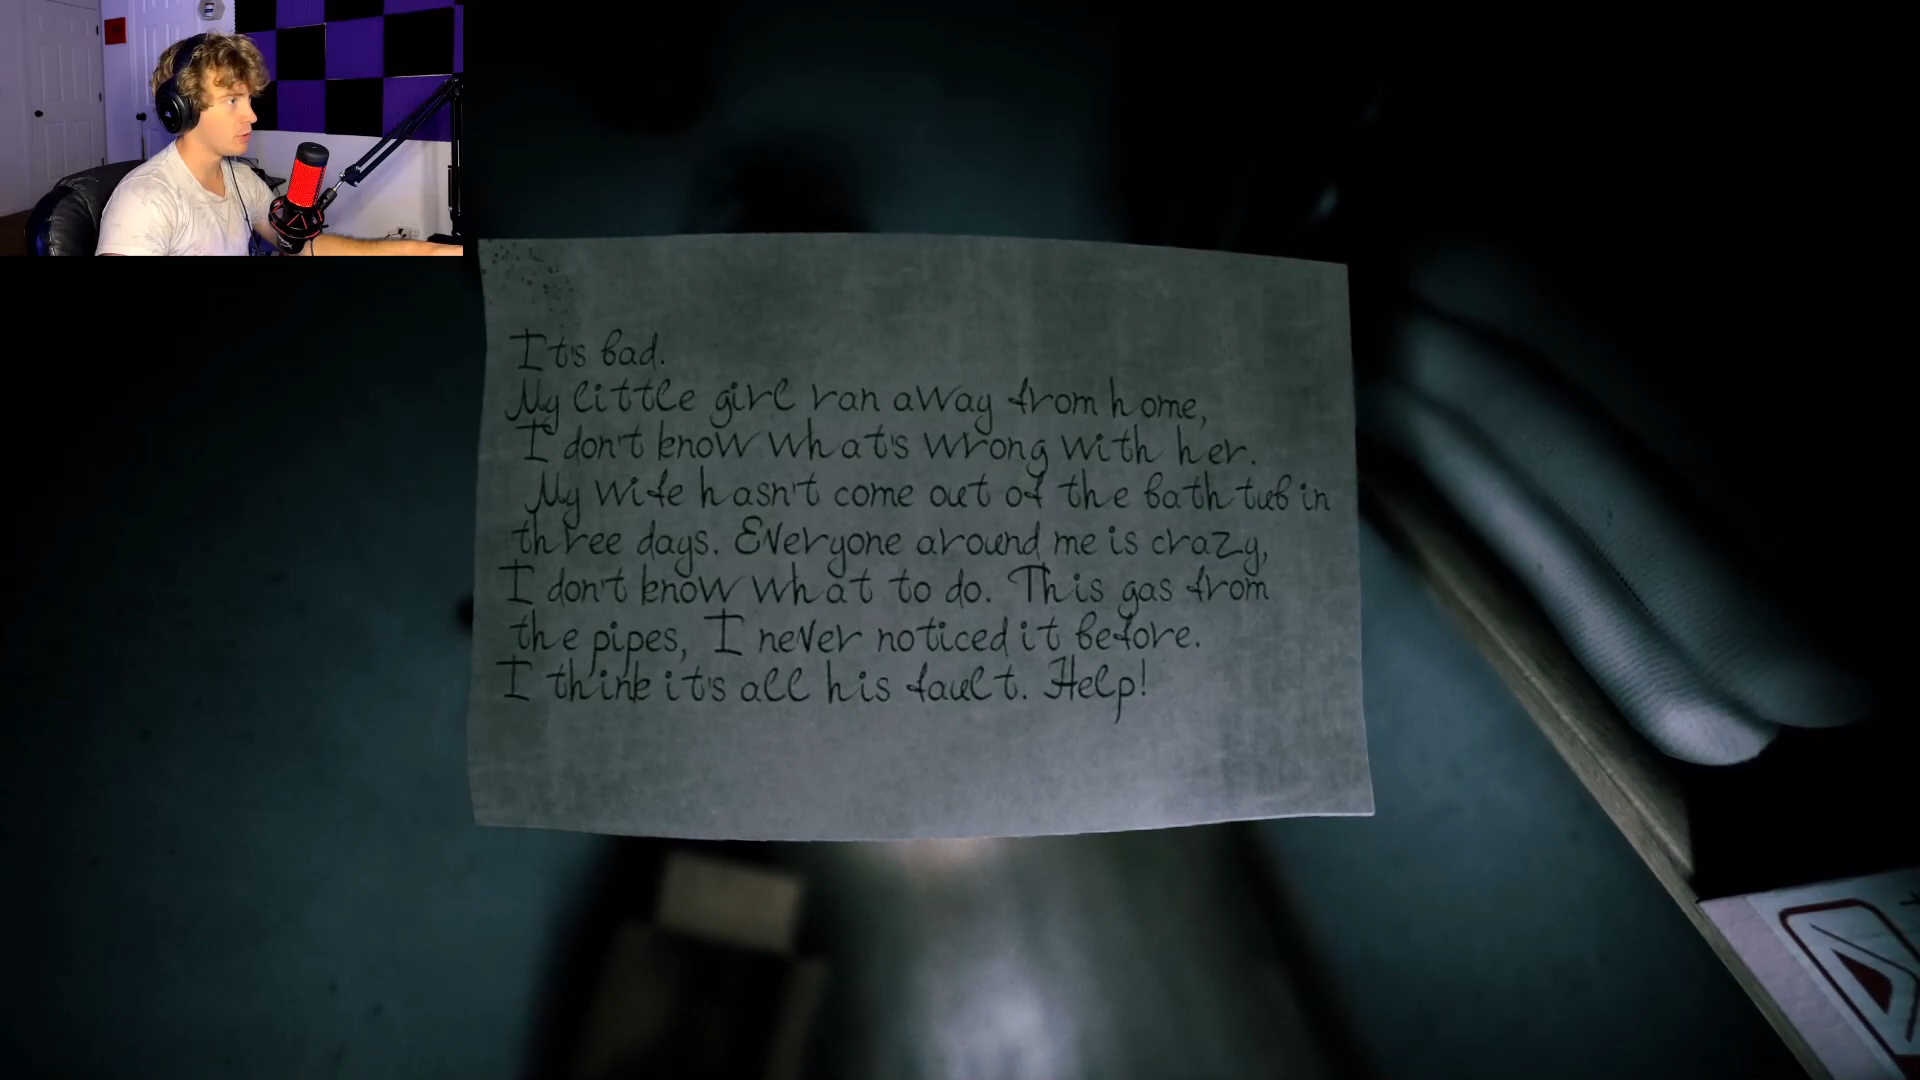 It's bad.
My little girl ran away from home,
I don't know what's wrong with her.
My wife hasn't come out of the bath tub in
three days. Everyone around me is crazy,
I don't know what to do. This gas from
the pipes, I never noticed it before.
I think it's all his fault. Help!